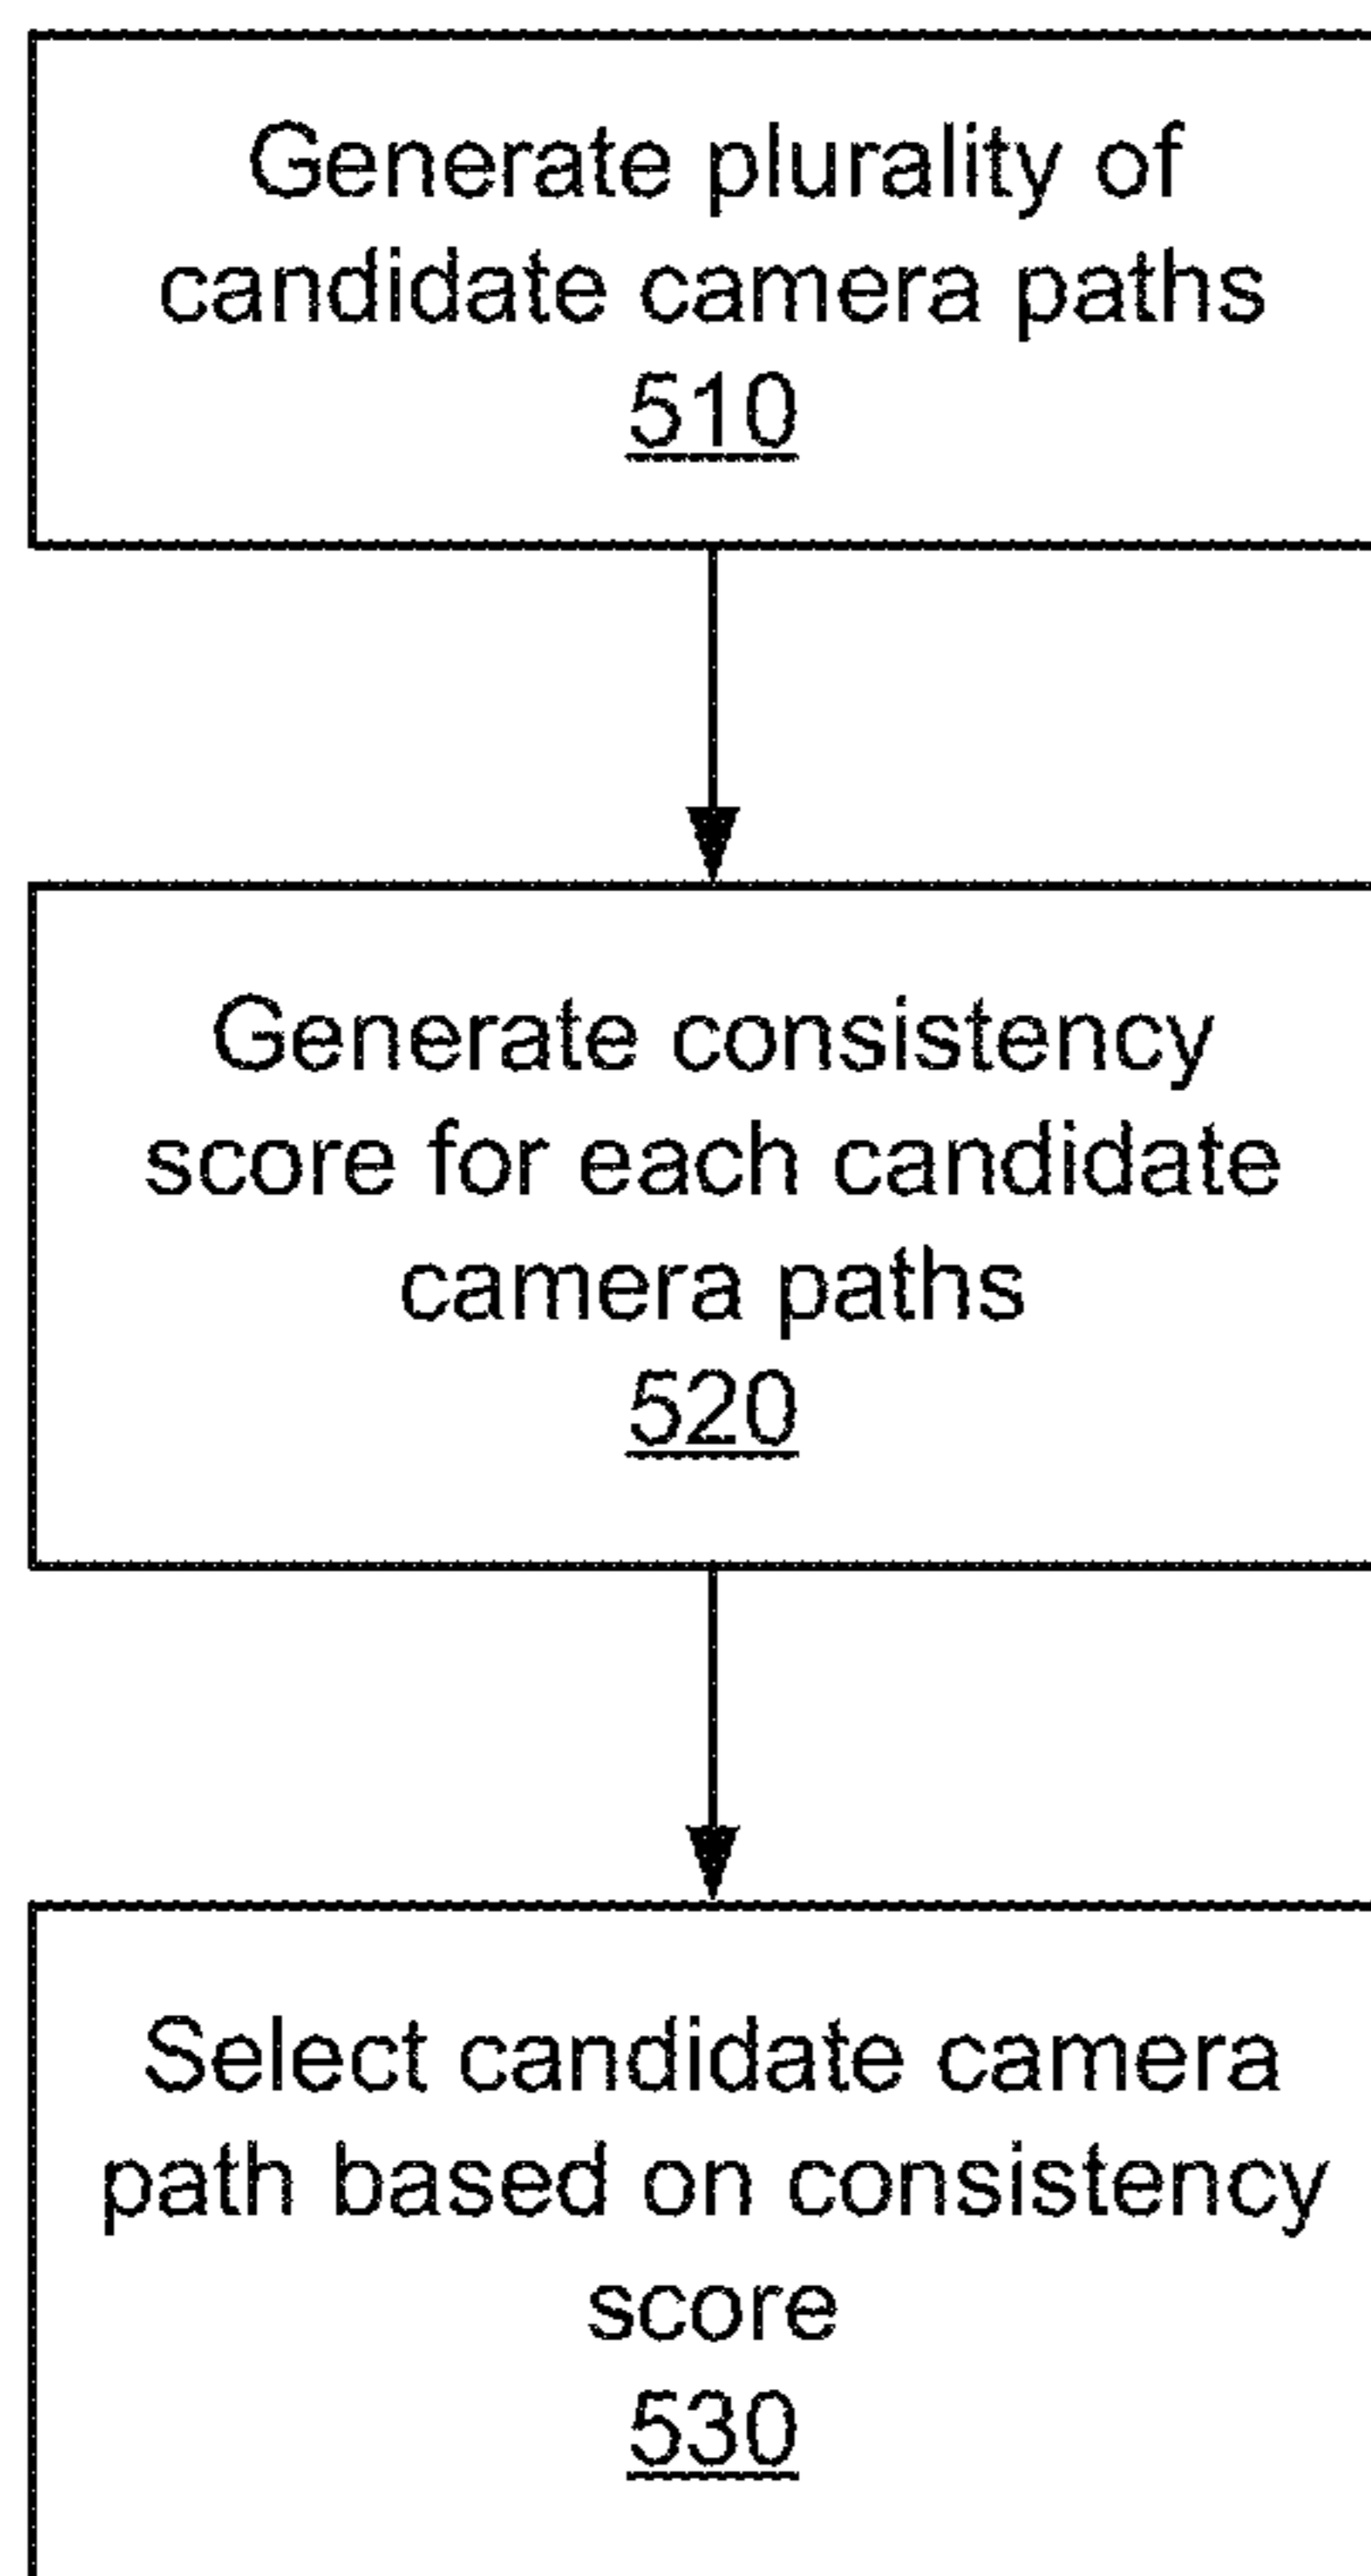 Generate plurality of
candidate camera paths
510
Generate consistency
score for each candidate
camera paths
520
Select candidate camera
path based on consistency
score
530